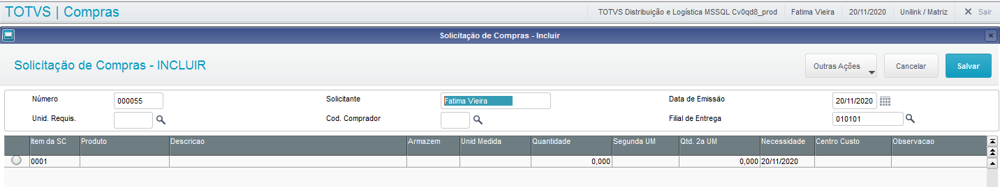 TOTVS | Compras TOTVS Distribuição e Logística MSSQL Cv0qd8_prod Fatima Vieira 20/11/2020 Unilink / Matriz Sair
Solicitação de Compras - Incluir
Solicitação de Compras - INCLUIR Outras Ações Cancelar Salvar
Número 000055 Solicitante Fatima Vieira Data de Emissão 20/11/2020
Unid. Requis. Cod. Comprador Filial de Entrega 010101
Item da SC Produto Descricao Armazem Unid Medida Quantidade Segunda UM Qtd. 2a UM Necessidade Centro Custo Observacao
0001 0,000 0,000 20/11/2020